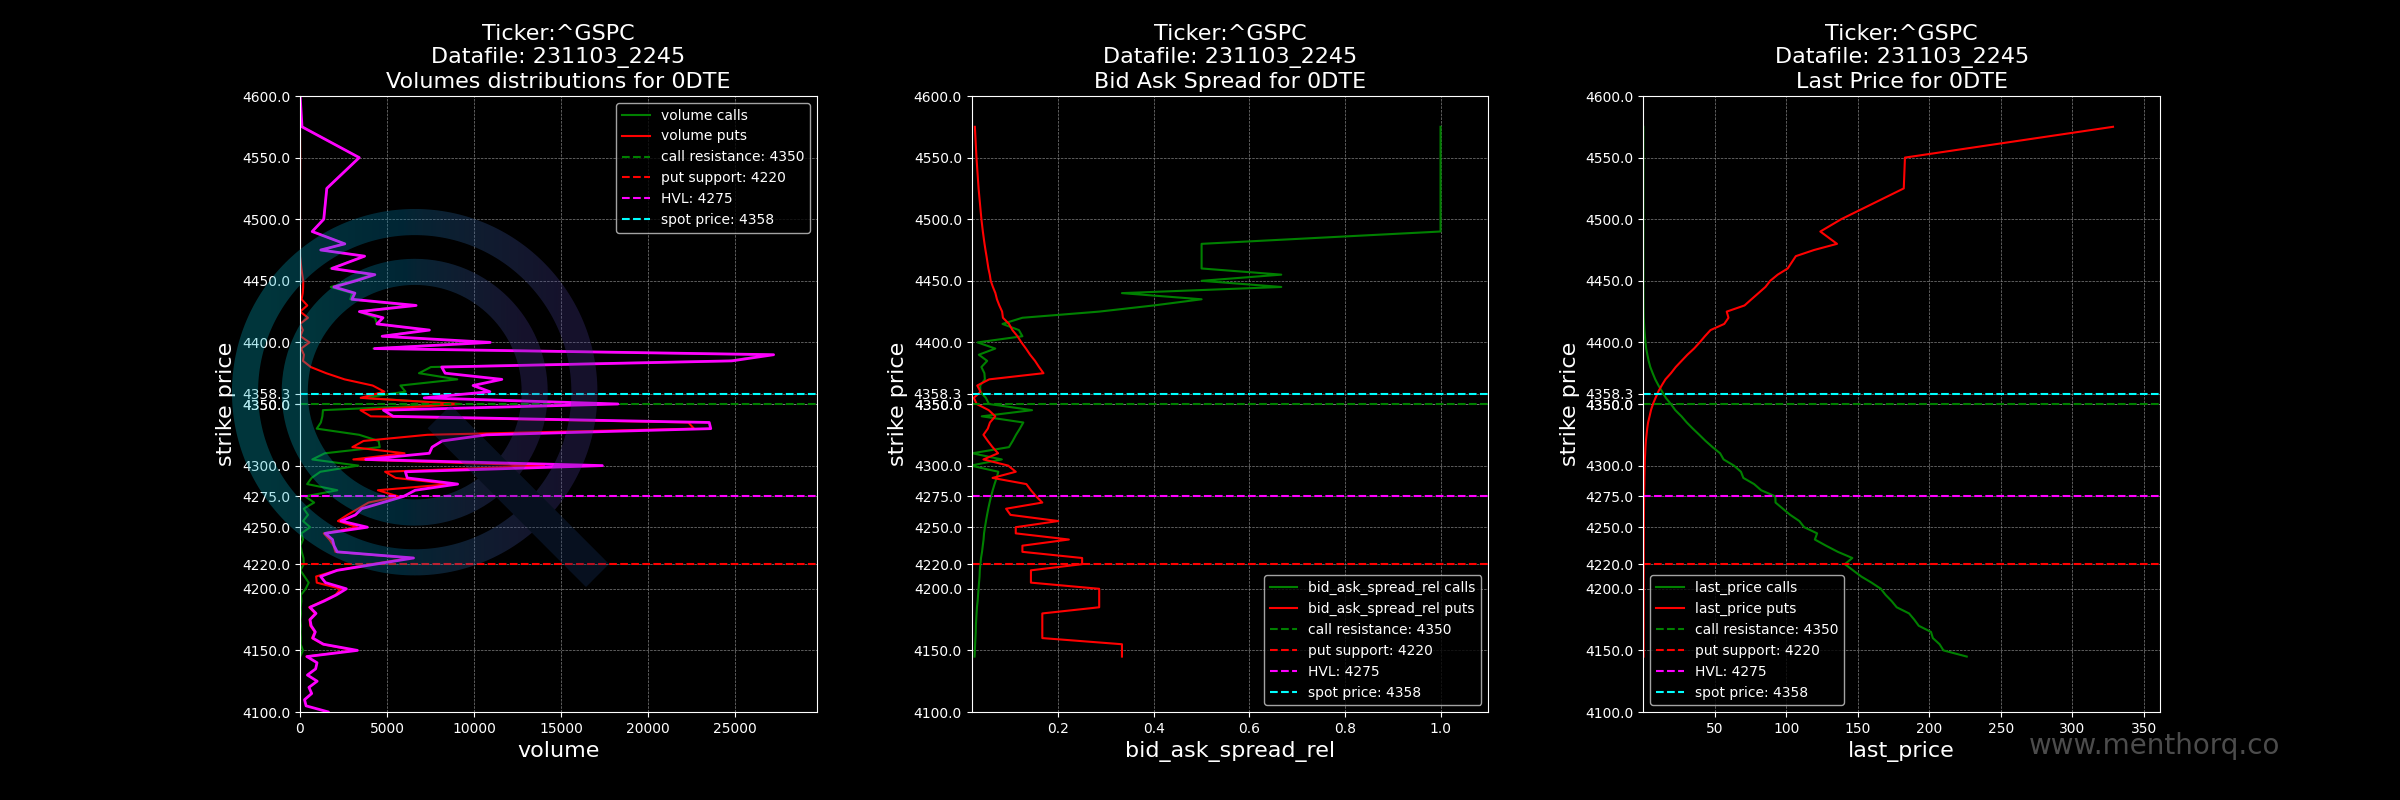 Ticker:^GSPC
Datafile: 231103_2245
Volumes distributions for 0DTE
4600.0
4550.0
4500.0
4450.0
4400.0
4358.3
4350.0
4300.0
4275.0
4250.0
4220.0
4200.0
4150.0
4100.0
strike price
volume calls
volume puts
call resistance: 4350
put support: 4220
HVL: 4275
spot price: 4358
0
5000
10000
15000
20000
25000
volume
Ticker:^GSPC
Datafile: 231103_2245
Bid Ask Spread for 0DTE
4600.0
4550.0
4500.0
4450.0
4400.0
4358.3
4350.0
4300.0
4275.0
4250.0
4220.0
4200.0
4150.0
4100.0
strike price
bid_ask_spread_rel calls
bid_ask_spread_rel puts
call resistance: 4350
put support: 4220
HVL: 4275
spot price: 4358
0.2
0.4
0.6
0.8
1.0
bid_ask_spread_rel
Ticker:^GSPC
Datafile: 231103_2245
Last Price for 0DTE
4600.0
4550.0
4500.0
4450.0
4400.0
4358.3
4350.0
4300.0
4275.0
4250.0
4220.0
4200.0
4150.0
4100.0
strike price
last_price calls
last_price puts
call resistance: 4350
put support: 4220
HVL: 4275
spot price: 4358
50
100
150
200
250
300
350
last_price
www.menthorq.co